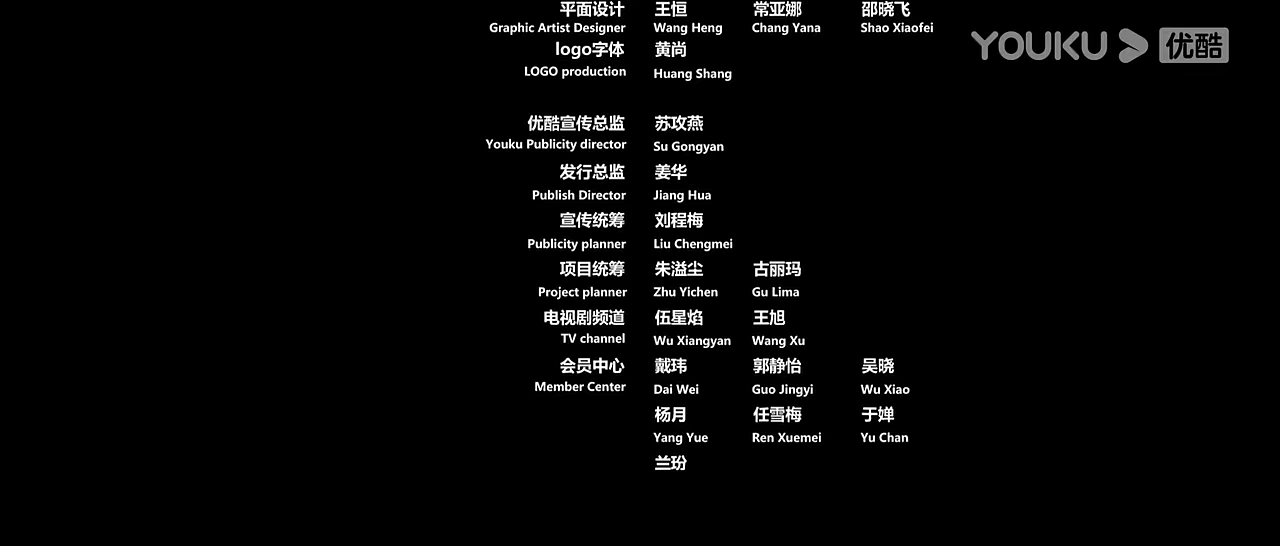 平面设计 王恒 常亚娜 邵晓飞
Graphic Artist Designer Wang Heng Chang Yana Shao Xiaofei
logo字体 黄尚
LOGO production Huang Shang
YOUKU 优酷
优酷宣传总监 苏攻燕
Youku Publicity director Su Gongyan
发行总监 姜华
Publish Director Jiang Hua
宣传统筹 刘程梅
Publicity planner Liu Chengmei
项目统筹 朱溢尘 古丽玛
Project planner Zhu Yichen Gu Lima
电视剧频道 伍星焰 王旭
TV channel Wu Xiangyan Wang Xu
会员中心 戴玮 郭静怡 吴晓
Member Center Dai Wei Guo Jingyi Wu Xiao
杨月 任雪梅 于婵
Yang Yue Ren Xuemei Yu Chan
兰玢